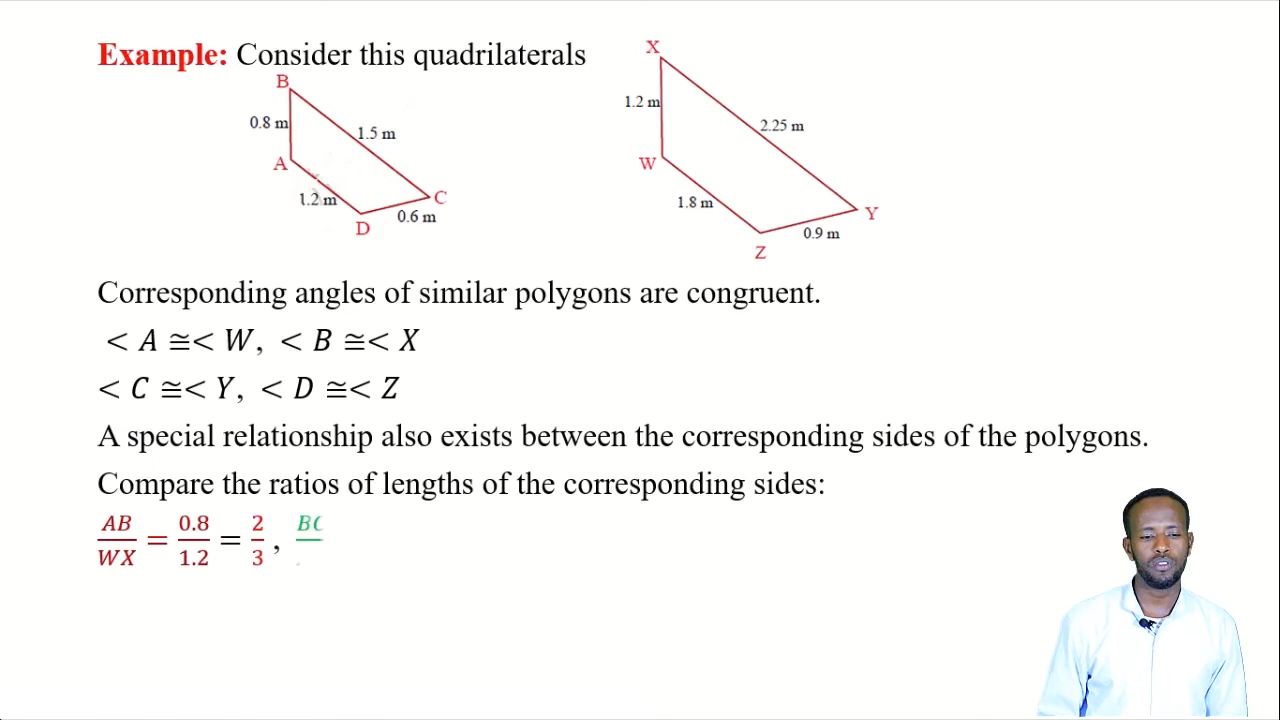 Example: Consider this quadrilaterals
B
0.8 m
1.5 m
A
1.2 m
C
0.6 m
D
X
1.2 m
2.25 m
W
1.8 m
Y
0.9 m
Z
Corresponding angles of similar polygons are congruent.
< A ≅< W, < B ≅< X
< C ≅< Y, < D ≅< Z
A special relationship also exists between the corresponding sides of the polygons.
Compare the ratios of lengths of the corresponding sides:
AB/WX = 0.8/1.2 = 2/3 ,